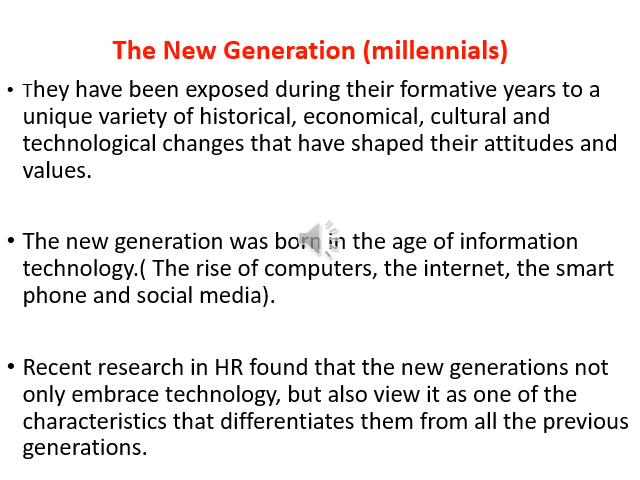 The New Generation (millennials)
• They have been exposed during their formative years to a
unique variety of historical, economical, cultural and
technological changes that have shaped their attitudes and
values.
• The new generation was born in the age of information
technology.( The rise of computers, the internet, the smart
phone and social media).
• Recent research in HR found that the new generations not
only embrace technology, but also view it as one of the
characteristics that differentiates them from all the previous
generations.